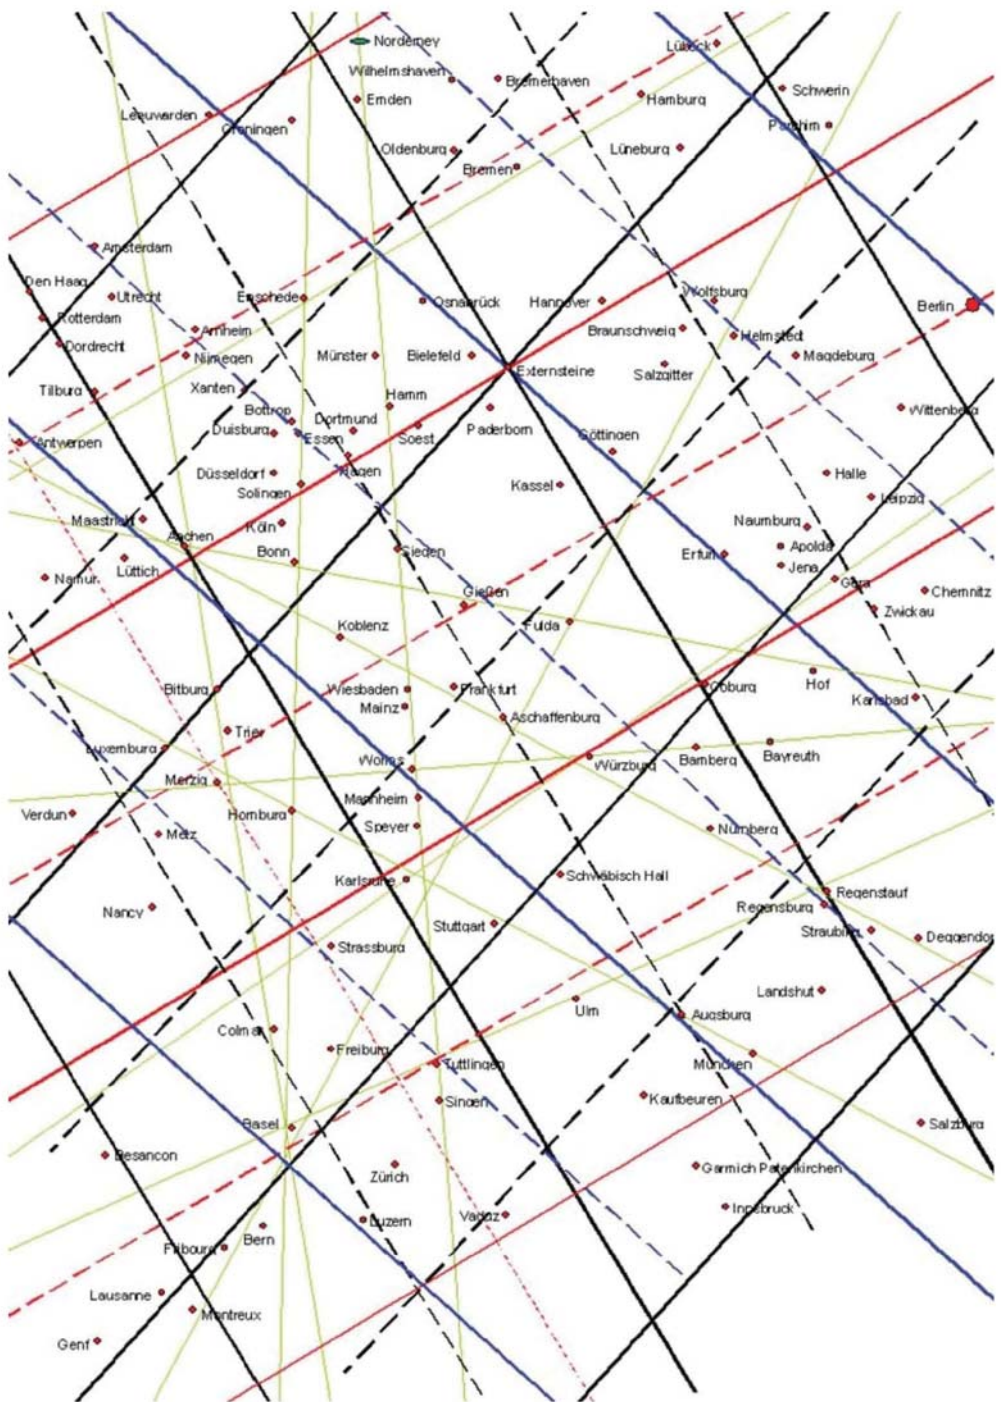 Norderney
Lübeck
Wilhelmshaven
Bremerhaven
Schwerin
Emden
Hamburg
Leeuwarden
Groningen
Parchim
Oldenburg
Lüneburg
Bremen
Amsterdam
Den Haag
Utrecht
Enschede
Osnabrück
Hannover
Wolfsburg
Berlin
Rotterdam
Arnheim
Braunschweig
Helmstedt
Dordrecht
Nijmegen
Münster
Bielefeld
Magdeburg
Externsteine
Salzgitter
Tilburg
Xanten
Hamm
Bottrop
Dortmund
Wittenberg
Duisburg
Essen
Soest
Paderborn
Göttingen
Antwerpen
Düsseldorf
Hagen
Halle
Solingen
Kassel
Leipzig
Maastricht
Köln
Naumburg
Aachen
Bonn
Siegen
Erfurt
Apolda
Lüttich
Jena
Namur
Gera
Gießen
Chemnitz
Zwickau
Koblenz
Fulda
Bitburg
Wiesbaden
Frankfurt
Coburg
Hof
Mainz
Karlsbad
Aschaffenburg
Trier
Luxemburg
Worms
Würzburg
Bamberg
Bayreuth
Merzig
Mannheim
Verdun
Homburg
Speyer
Metz
Nürnberg
Karlsruhe
Schwäbisch Hall
Regenstauf
Nancy
Regensburg
Stuttgart
Straubing
Deggendor
Strassburg
Landshut
Ulm
Augsburg
Colmar
Freiburg
Tuttlingen
München
Singen
Kaufbeuren
Basel
Salzburg
Besancon
Zürich
Garmich Patenkirchen
Innsbruck
Luzern
Vaduz
Bern
Fribourg
Lausanne
Montreux
Genf